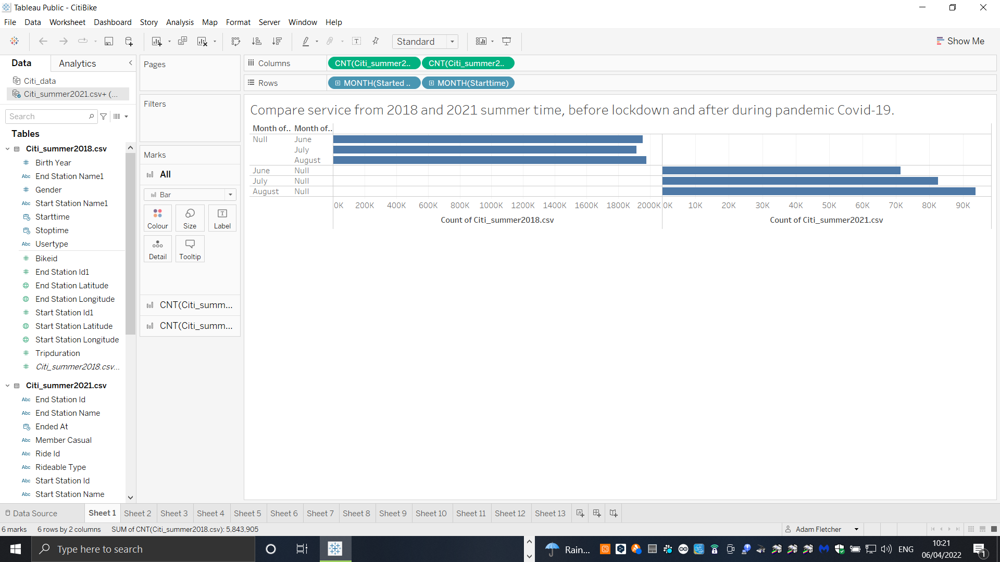 Tableau Public - CitiBike
File Data Worksheet Dashboard Story Analysis Map Format Server Window Help
Standard
Show Me
Data Analytics
Citi_data
Citi_summer2021.csv+ (...
Search
Tables
Citi_summer2018.csv
# Birth Year
Abc End Station Name1
# Gender
Abc Start Station Name1
Starttime
Stoptime
Abc Usertype
# Bikeid
# End Station Id1
End Station Latitude
End Station Longitude
# Start Station Id1
Start Station Latitude
Start Station Longitude
# Tripduration
# Citi_summer2018.csv...
Citi_summer2021.csv
Abc End Station Id
Abc End Station Name
Ended At
Abc Member Casual
Abc Ride Id
Abc Rideable Type
Abc Start Station Id
Abc Start Station Name
Pages
Filters
Marks
All
Bar
Colour Size Label
Detail Tooltip
CNT(Citi_summ...
CNT(Citi_summ...
Columns CNT(Citi_summer2.. CNT(Citi_summer2..
Rows MONTH(Started .. MONTH(Starttime)
Compare service from 2018 and 2021 summer time, before lockdown and after during pandemic Covid-19.
Month of.. Month of..
Null June
July
August
June Null
July Null
August Null
0K 200K 400K 600K 800K 1000K 1200K 1400K 1600K 1800K 2000K 0K 10K 20K 30K 40K 50K 60K 70K 80K 90K
Count of Citi_summer2018.csv Count of Citi_summer2021.csv
Data Source Sheet 1 Sheet 2 Sheet 3 Sheet 4 Sheet 5 Sheet 6 Sheet 7 Sheet 8 Sheet 9 Sheet 10 Sheet 11 Sheet 12 Sheet 13
6 marks 6 rows by 2 columns SUM of CNT(Citi_summer2018.csv): 5,843,905
Adam Fletcher
Type here to search
Rain...
ENG
10:21
06/04/2022
1